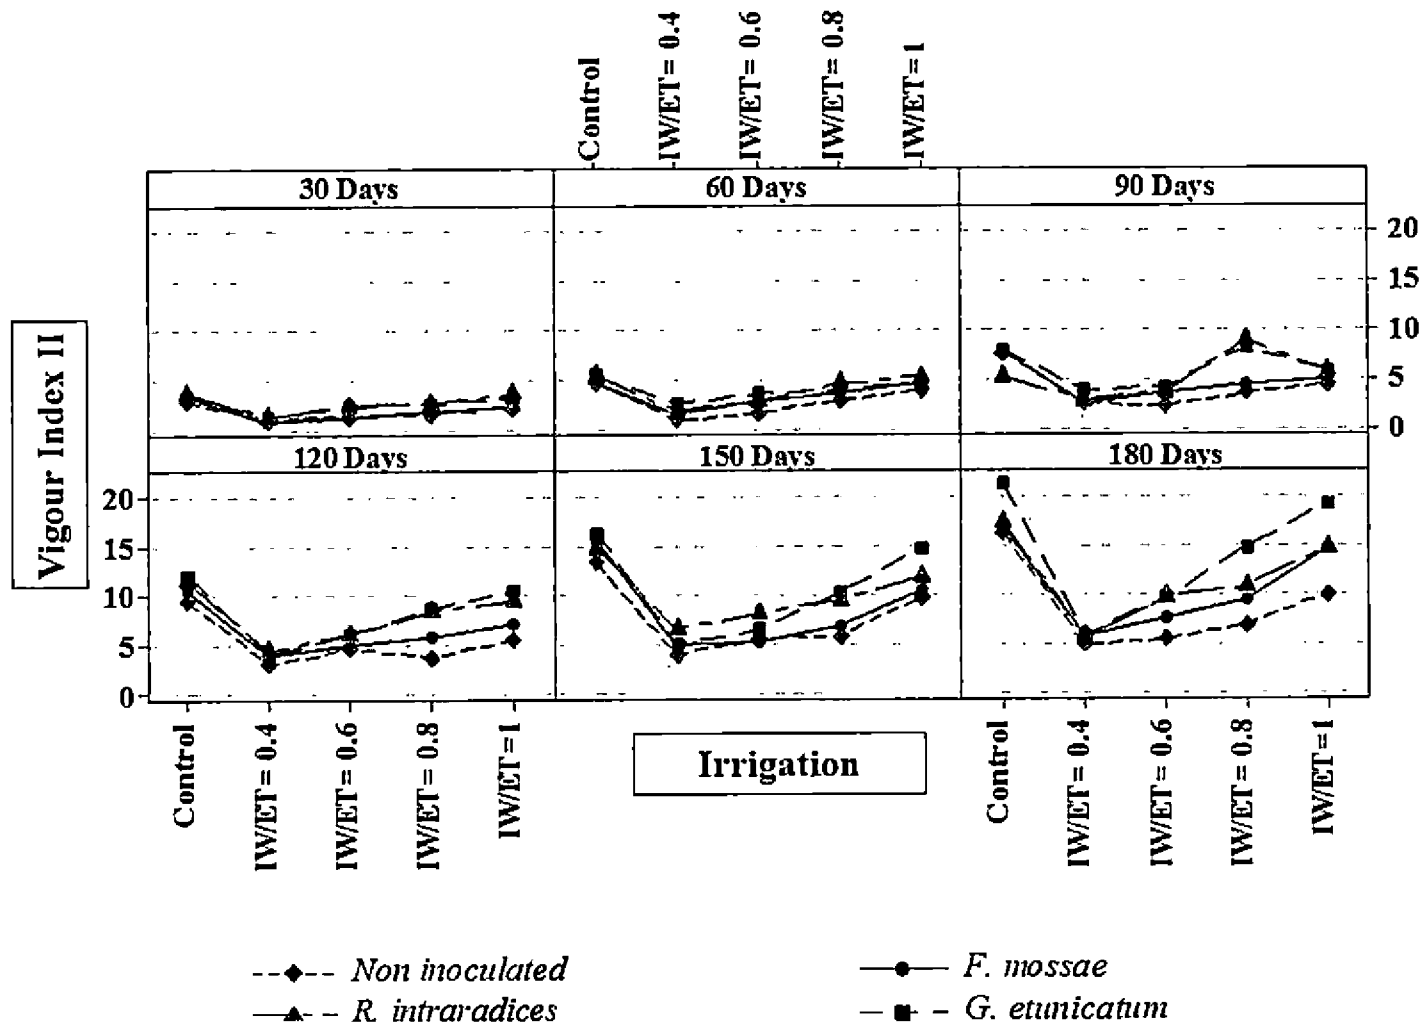 Control
IW/ET= 0.4
IW/ET= 0.6
IW/ET= 0.8
IW/ET= 1
30 Days
60 Days
90 Days
20
15
10
5
0
Vigour Index II
120 Days
150 Days
180 Days
20
15
10
5
0
Control
IW/ET= 0.4
IW/ET= 0.6
IW/ET= 0.8
IW/ET=1
Irrigation
Control
IW/ET= 0.4
IW/ET= 0.6
IW/ET= 0.8
IW/ET=1
Non inoculated
F. mossae
R. intraradices
G. etunicatum